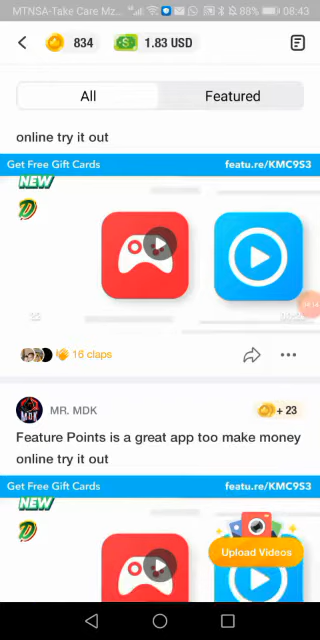 MTNSA-Take Care Mz...
88%
08:43
834
1.83 USD
All
Featured
online try it out
Get Free Gift Cards
featu.re/KMC9S3
NEW
D
23
16 claps
MR. MDK
+ 23
Feature Points is a great app too make money
online try it out
Get Free Gift Cards
featu.re/KMC9S3
NEW
D
Upload Videos